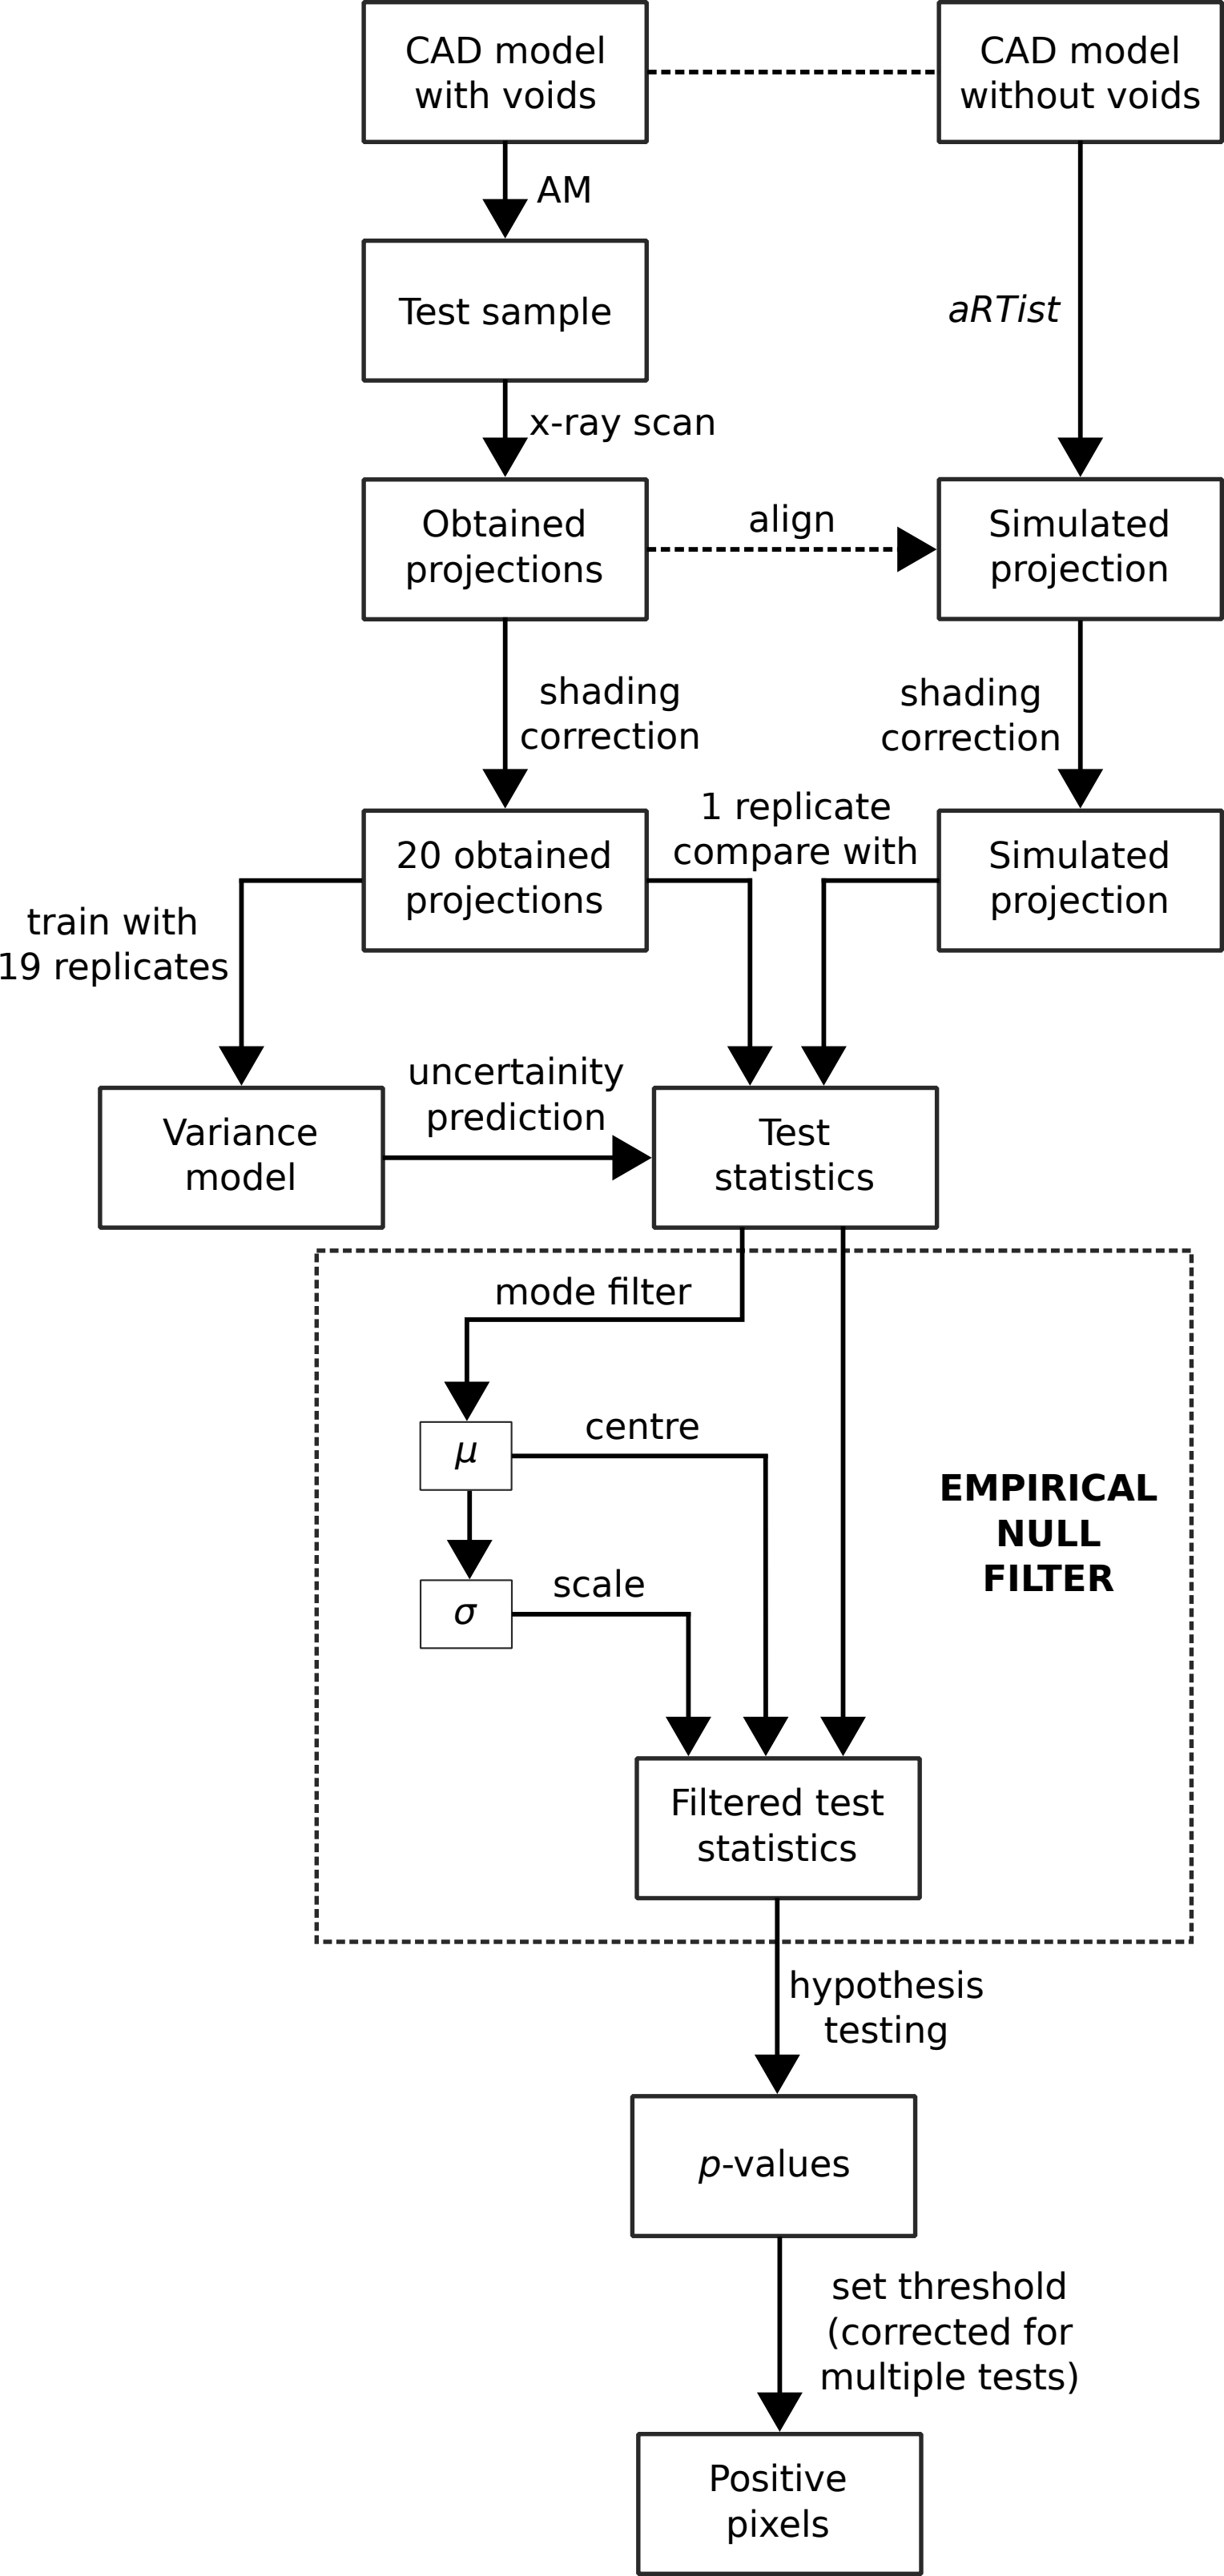 CAD model
with voids
CAD model
without voids
AM
Test sample
aRTist
x-ray scan
Obtained
projections
align
Simulated
projection
shading
correction
shading
correction
20 obtained
projections
1 replicate
compare with
Simulated
projection
train with
19 replicates
Variance
model
uncertainity
prediction
Test
statistics
mode filter
μ
centre
σ
scale
EMPIRICAL
NULL
FILTER
Filtered test
statistics
hypothesis
testing
p-values
set threshold
(corrected for
multiple tests)
Positive
pixels